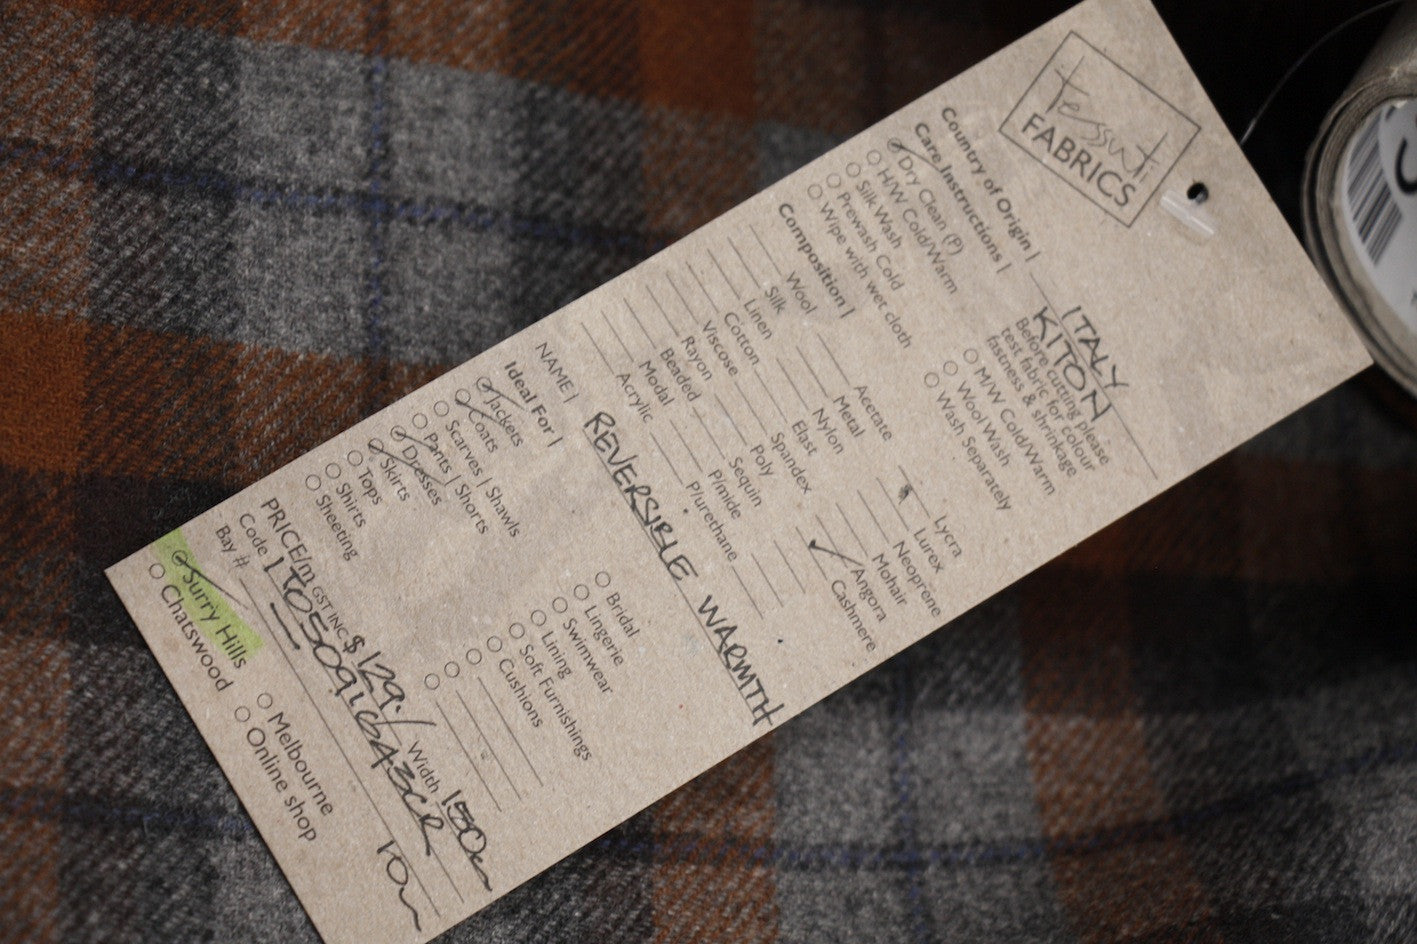 Tessuti
FABRICS
Country of Origin | ITALY
KITON
Care Instructions | Before cutting please
test fabric for colour
fastness & shrinkage
Dry Clean (P)
H/W Cold/Warm
Silk Wash
Prewash Cold
Wipe with wet cloth
M/W Cold/Warm
Wool Wash
Wash Separately
Composition |
Wool
Silk
Linen
Cotton
Viscose
Rayon
Beaded
Modal
Acrylic
Acetate
Metal
Nylon
Elast
Spandex
Poly
Sequin
P/mide
P/urethane
Lycra
Lurex
Neoprene
Mohair
Angora
Cashmere
NAME | REVERSIBLE WARMTH
Ideal For |
Jackets
Coats
Scarves | Shawls
Pants | Shorts
Dresses
Skirts
Tops
Shirts
Sheeting
Bridal
Lingerie
Swimwear
Lining
Soft Furnishings
Cushions
PRICE/m GST INC $129./ Width 150cm
Code |
Bay # 10m
Surry Hills
Chatswood
Melbourne
Online shop